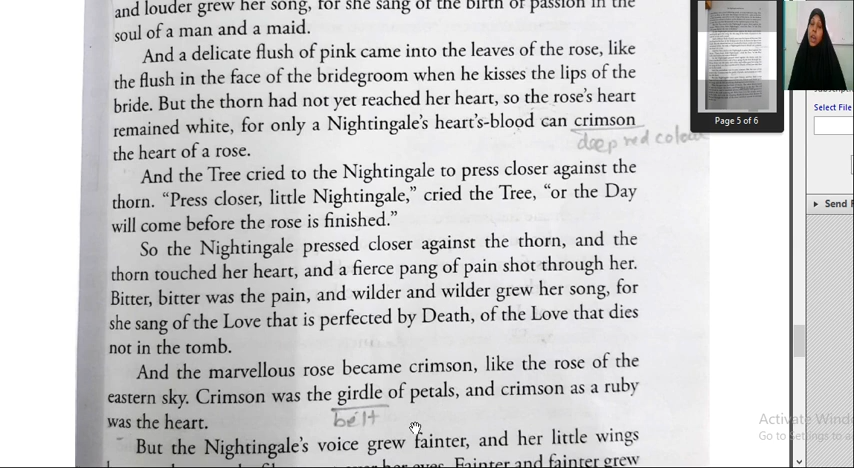 and louder grew her song, for she sang of the birth of passion in the
soul of a man and a maid.
And a delicate flush of pink came into the leaves of the rose, like
the flush in the face of the bridegroom when he kisses the lips of the
bride. But the thorn had not yet reached her heart, so the rose's heart
remained white, for only a Nightingale's heart's-blood can crimson
deep red colour
the heart of a rose.
And the Tree cried to the Nightingale to press closer against the
thorn. "Press closer, little Nightingale," cried the Tree, "or the Day
will come before the rose is finished."
So the Nightingale pressed closer against the thorn, and the
thorn touched her heart, and a fierce pang of pain shot through her.
Bitter, bitter was the pain, and wilder and wilder grew her song, for
she sang of the Love that is perfected by Death, of the Love that dies
not in the tomb.
And the marvellous rose became crimson, like the rose of the
eastern sky. Crimson was the girdle of petals, and crimson as a ruby
belt
was the heart.
But the Nightingale's voice grew fainter, and her little wings
over her eyes. Fainter and fainter grew
Page 5 of 6
Select File
Send F
Activate Windo
Go to Settings to a